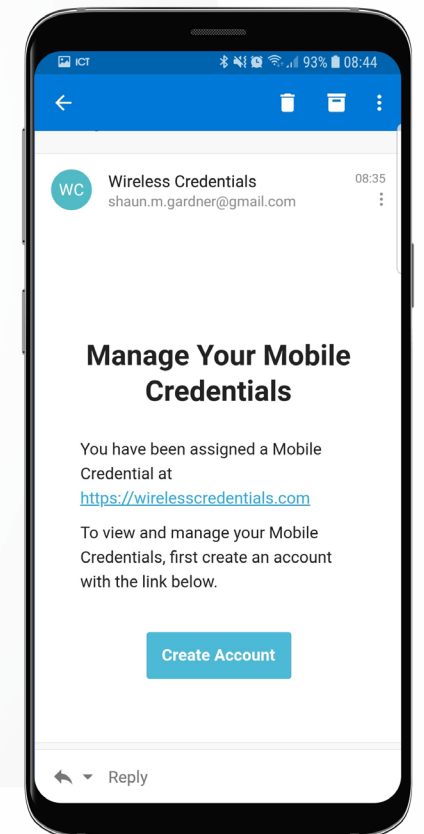 ICT 93% 08:44
WC Wireless Credentials 08:35
shaun.m.gardner@gmail.com
Manage Your Mobile
Credentials
You have been assigned a Mobile
Credential at
https://wirelesscredentials.com
To view and manage your Mobile
Credentials, first create an account
with the link below.
Create Account
Reply